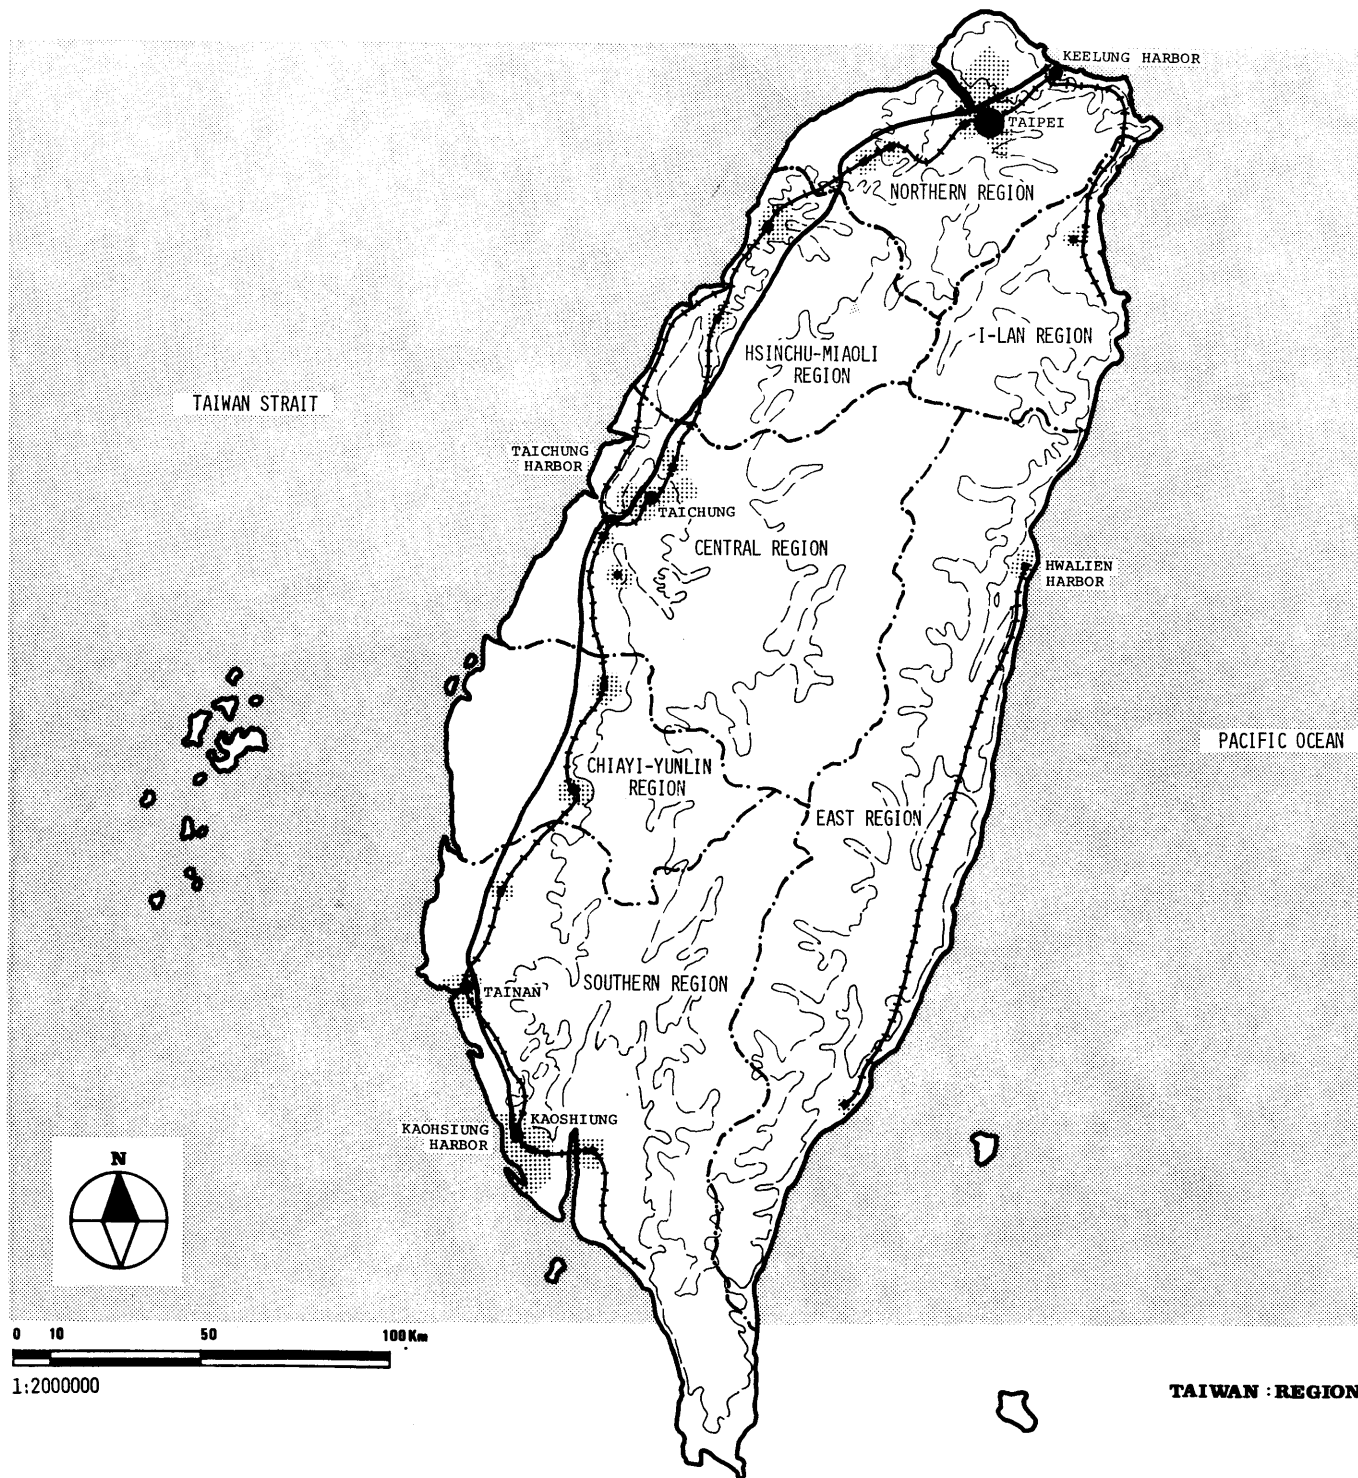 KEELUNG HARBOR
TAIPEI
NORTHERN REGION
I-LAN REGION
HSINCHU-MIAOLI
REGION
TAIWAN STRAIT
TAICHUNG
HARBOR
TAICHUNG
CENTRAL REGION
HWALIEN
HARBOR
PACIFIC OCEAN
CHIAYI-YUNLIN
REGION
EAST REGION
SOUTHERN REGION
TAINAN
KAOSHIUNG
KAOHSIUNG
HARBOR
N
0 10 50 100Km
1:2000000
TAIWAN : REGION